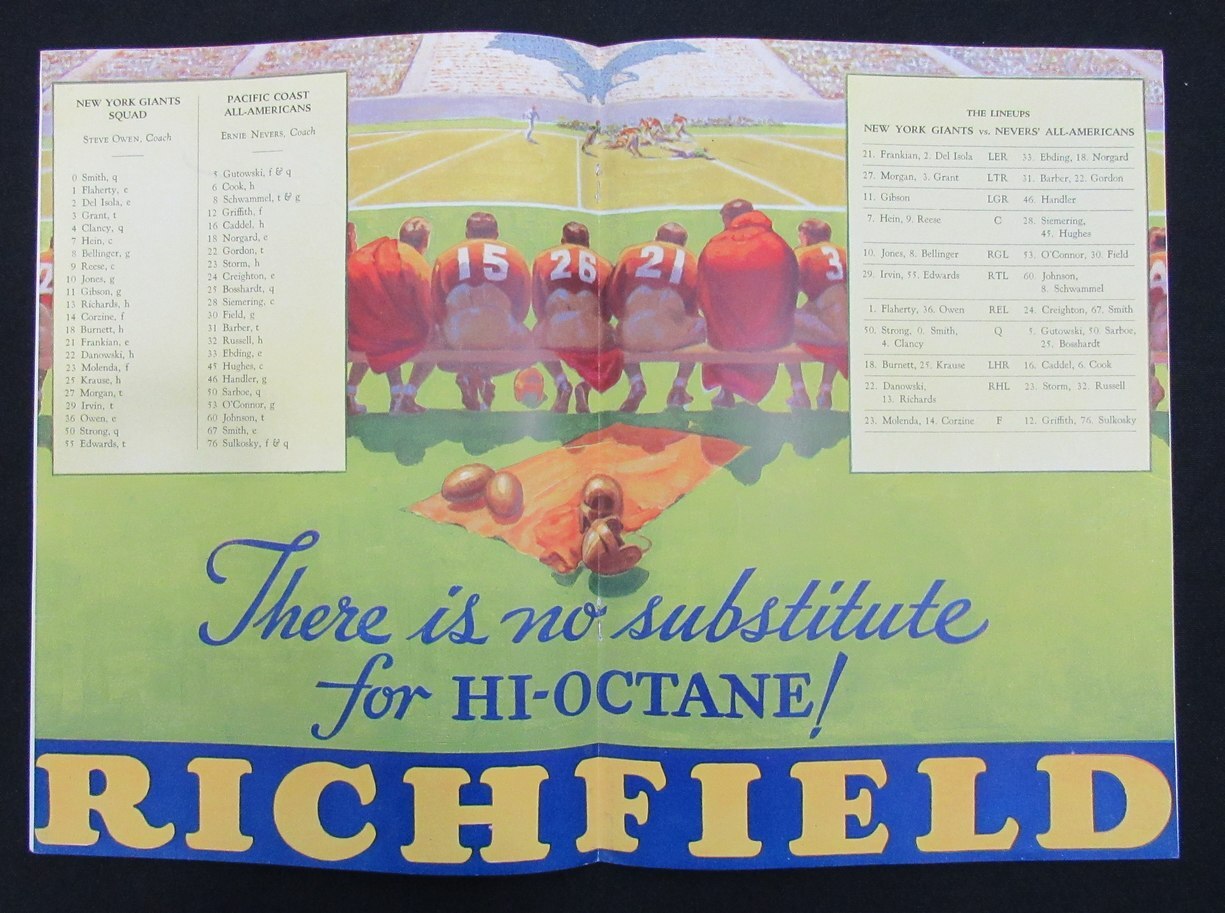 NEW YORK GIANTS
SQUAD
STEVE OWEN, Coach
0 Smith, q
1 Flaherty, e
2 Del Isola, e
3 Grant, t
4 Clancy, q
7 Hein, c
8 Bellinger, g
9 Reese, c
10 Jones, g
11 Gibson, g
13 Richards, h
14 Corzine, f
18 Burnett, h
21 Frankian, e
22 Danowski, h
23 Molenda, f
25 Krause, h
27 Morgan, t
29 Irvin, t
36 Owen, e
50 Strong, q
55 Edwards, t
PACIFIC COAST
ALL-AMERICANS
ERNIE NEVERS, Coach
5 Gutowski, f & q
6 Cook, h
8 Schwammel, t & g
12 Griffith, f
16 Caddel, h
18 Norgard, e
22 Gordon, t
23 Storm, h
24 Creighton, e
25 Bosshardt, q
28 Siemering, c
30 Field, g
31 Barber, t
32 Russell, h
33 Ebding, e
45 Hughes, c
46 Handler, g
50 Sarboe, q
53 O'Connor, g
60 Johnson, t
67 Smith, e
76 Sulkosky, f & q
15 26 21 3
THE LINEUPS
NEW YORK GIANTS vs. NEVERS' ALL-AMERICANS
21. Frankian, 2. Del Isola LER 33. Ebding, 18. Norgard
27. Morgan, 3. Grant LTR 31. Barber, 22. Gordon
11. Gibson LGR 46. Handler
7. Hein, 9. Reese C 28. Siemering,
45. Hughes
10. Jones, 8. Bellinger RGL 53. O'Connor, 30. Field
29. Irvin, 55. Edwards RTL 60. Johnson,
8. Schwammel
1. Flaherty, 36. Owen REL 24. Creighton, 67. Smith
50. Strong, 0. Smith, Q 5. Gutowski, 50. Sarboe,
4. Clancy 25. Bosshardt
18. Burnett, 25. Krause LHR 16. Caddel, 6. Cook
22. Danowski, RHL 23. Storm, 32. Russell
13. Richards
23. Molenda, 14. Corzine F 12. Griffith, 76. Sulkosky
There is no substitute
for HI-OCTANE!
RICHFIELD